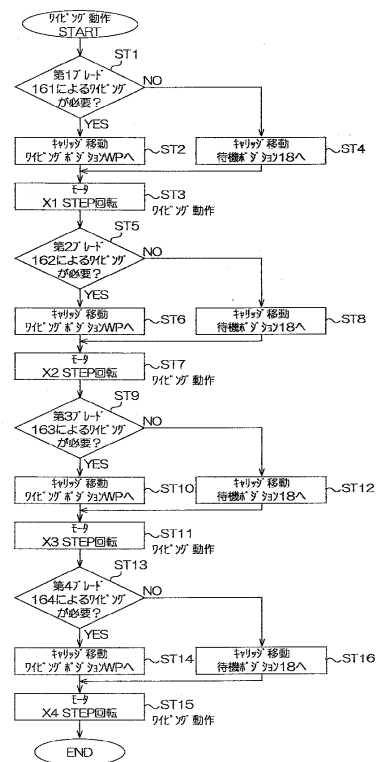 ワイピング動作
START
ST1
第1ブレード
161によるワイピング
が必要?
NO
YES
キャリッジ移動
ワイピングポジションWPへ
ST2
キャリッジ移動
待機ポジション18へ
ST4
モータ
X1 STEP回転
ST3
ワイピング動作
ST5
第2ブレード
162によるワイピング
が必要?
NO
YES
キャリッジ移動
ワイピングポジションWPへ
ST6
キャリッジ移動
待機ポジション18へ
ST8
モータ
X2 STEP回転
ST7
ワイピング動作
ST9
第3ブレード
163によるワイピング
が必要?
NO
YES
キャリッジ移動
ワイピングポジションWPへ
ST10
キャリッジ移動
待機ポジション18へ
ST12
モータ
X3 STEP回転
ST11
ワイピング動作
ST13
第4ブレード
164によるワイピング
が必要?
NO
YES
キャリッジ移動
ワイピングポジションWPへ
ST14
キャリッジ移動
待機ポジション18へ
ST16
モータ
X4 STEP回転
ST15
ワイピング動作
END